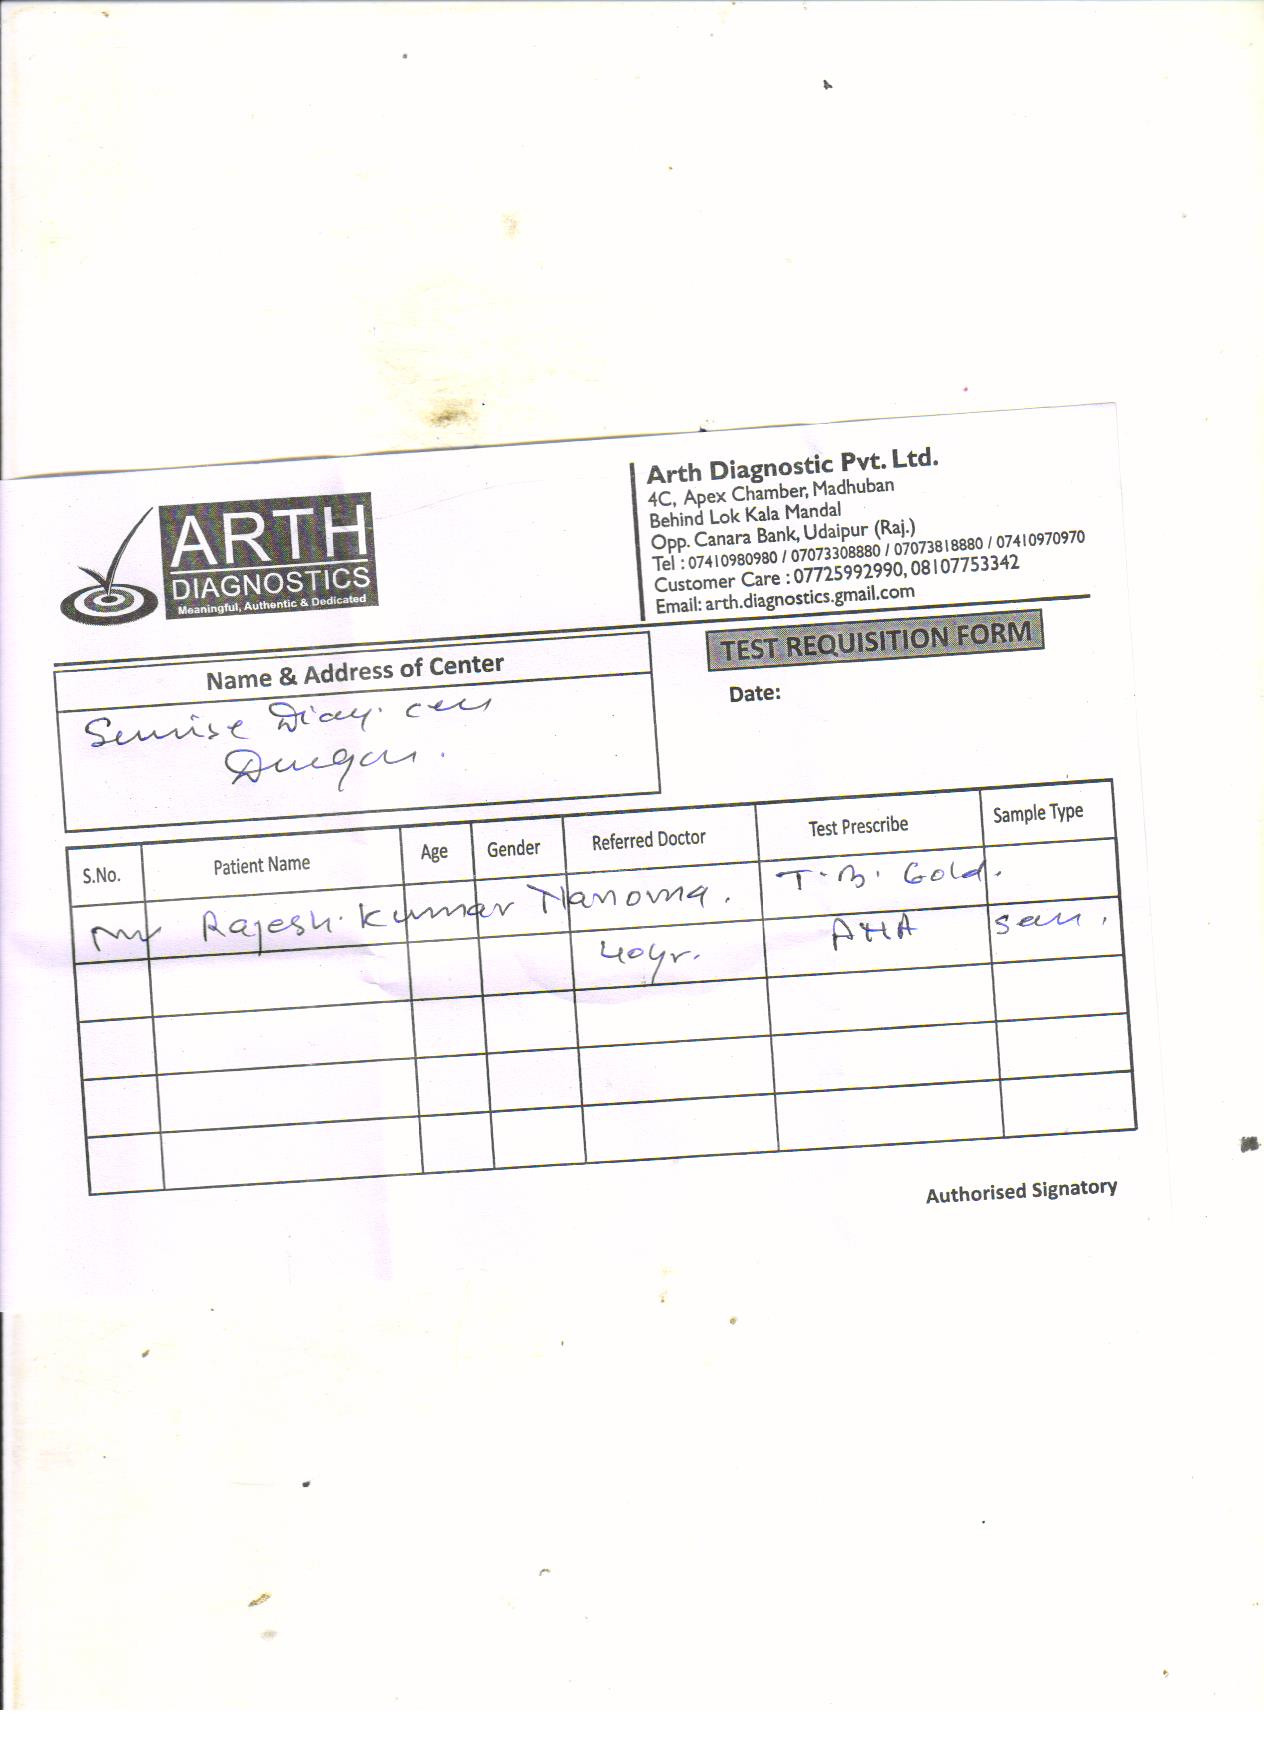 ARTH
DIAGNOSTICS
Meaningful, Authentic & Dedicated
Arth Diagnostic Pvt. Ltd.
4C, Apex Chamber, Madhuban
Behind Lok Kala Mandal
Opp. Canara Bank, Udaipur (Raj.)
Tel : 07410980980 / 07073308880 / 07073818880 / 07410970970
Customer Care : 07725992990, 08107753342
Email: arth.diagnostics.gmail.com
TEST REQUISITION FORM
Date:
Name & Address of Center
Sunrise Diag.
S.No. Patient Name Age Gender Referred Doctor Test Prescribe Sample Type
Mr Rajesh Kumar T.B. Gold.
40yr.
Authorised Signatory